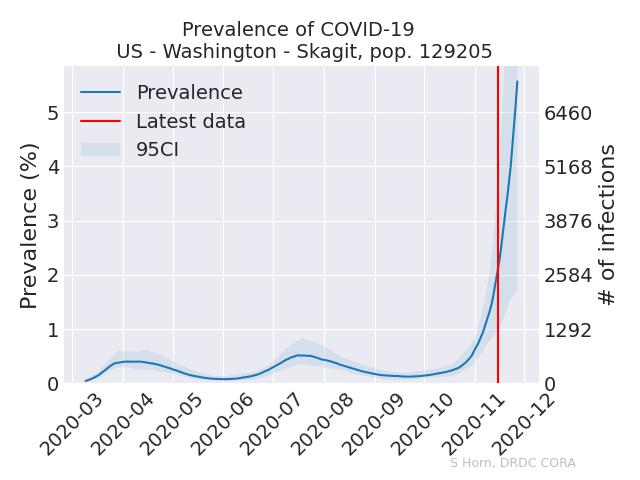 Prevalence of COVID-19
US - Washington - Skagit, pop. 129205
Prevalence
Latest data
95CI
Prevalence (%)
5
4
3
2
1
0
6460
5168
3876
2584
1292
0
# of infections
2020-03
2020-04
2020-05
2020-06
2020-07
2020-08
2020-09
2020-10
2020-11
2020-12
S Horn, DRDC CORA